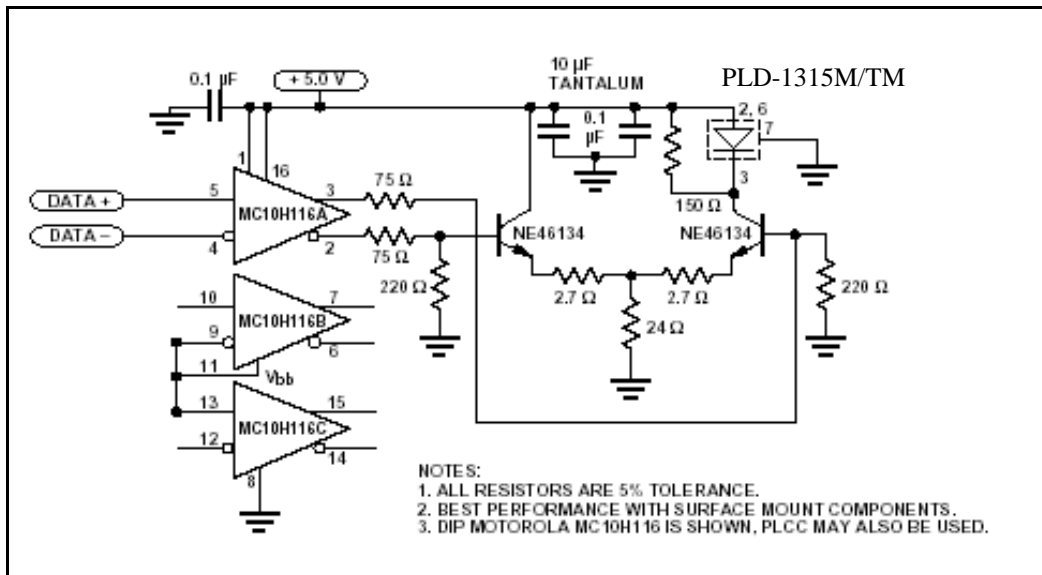 0.1 µF
+ 5.0 V
10 µF
TANTALUM
PLD-1315M/TM
0.1
µF
2, 6
7
3
150 Ω
1
16
DATA +
5
MC10H116A
3
75 Ω
DATA –
4
2
75 Ω
NE46134
NE46134
220 Ω
2.7 Ω
2.7 Ω
24 Ω
220 Ω
10
MC10H116B
7
9
6
11
Vbb
13
MC10H116C
15
12
14
8
NOTES:
1. ALL RESISTORS ARE 5% TOLERANCE.
2. BEST PERFORMANCE WITH SURFACE MOUNT COMPONENTS.
3. DIP MOTOROLA MC10H116 IS SHOWN, PLCC MAY ALSO BE USED.